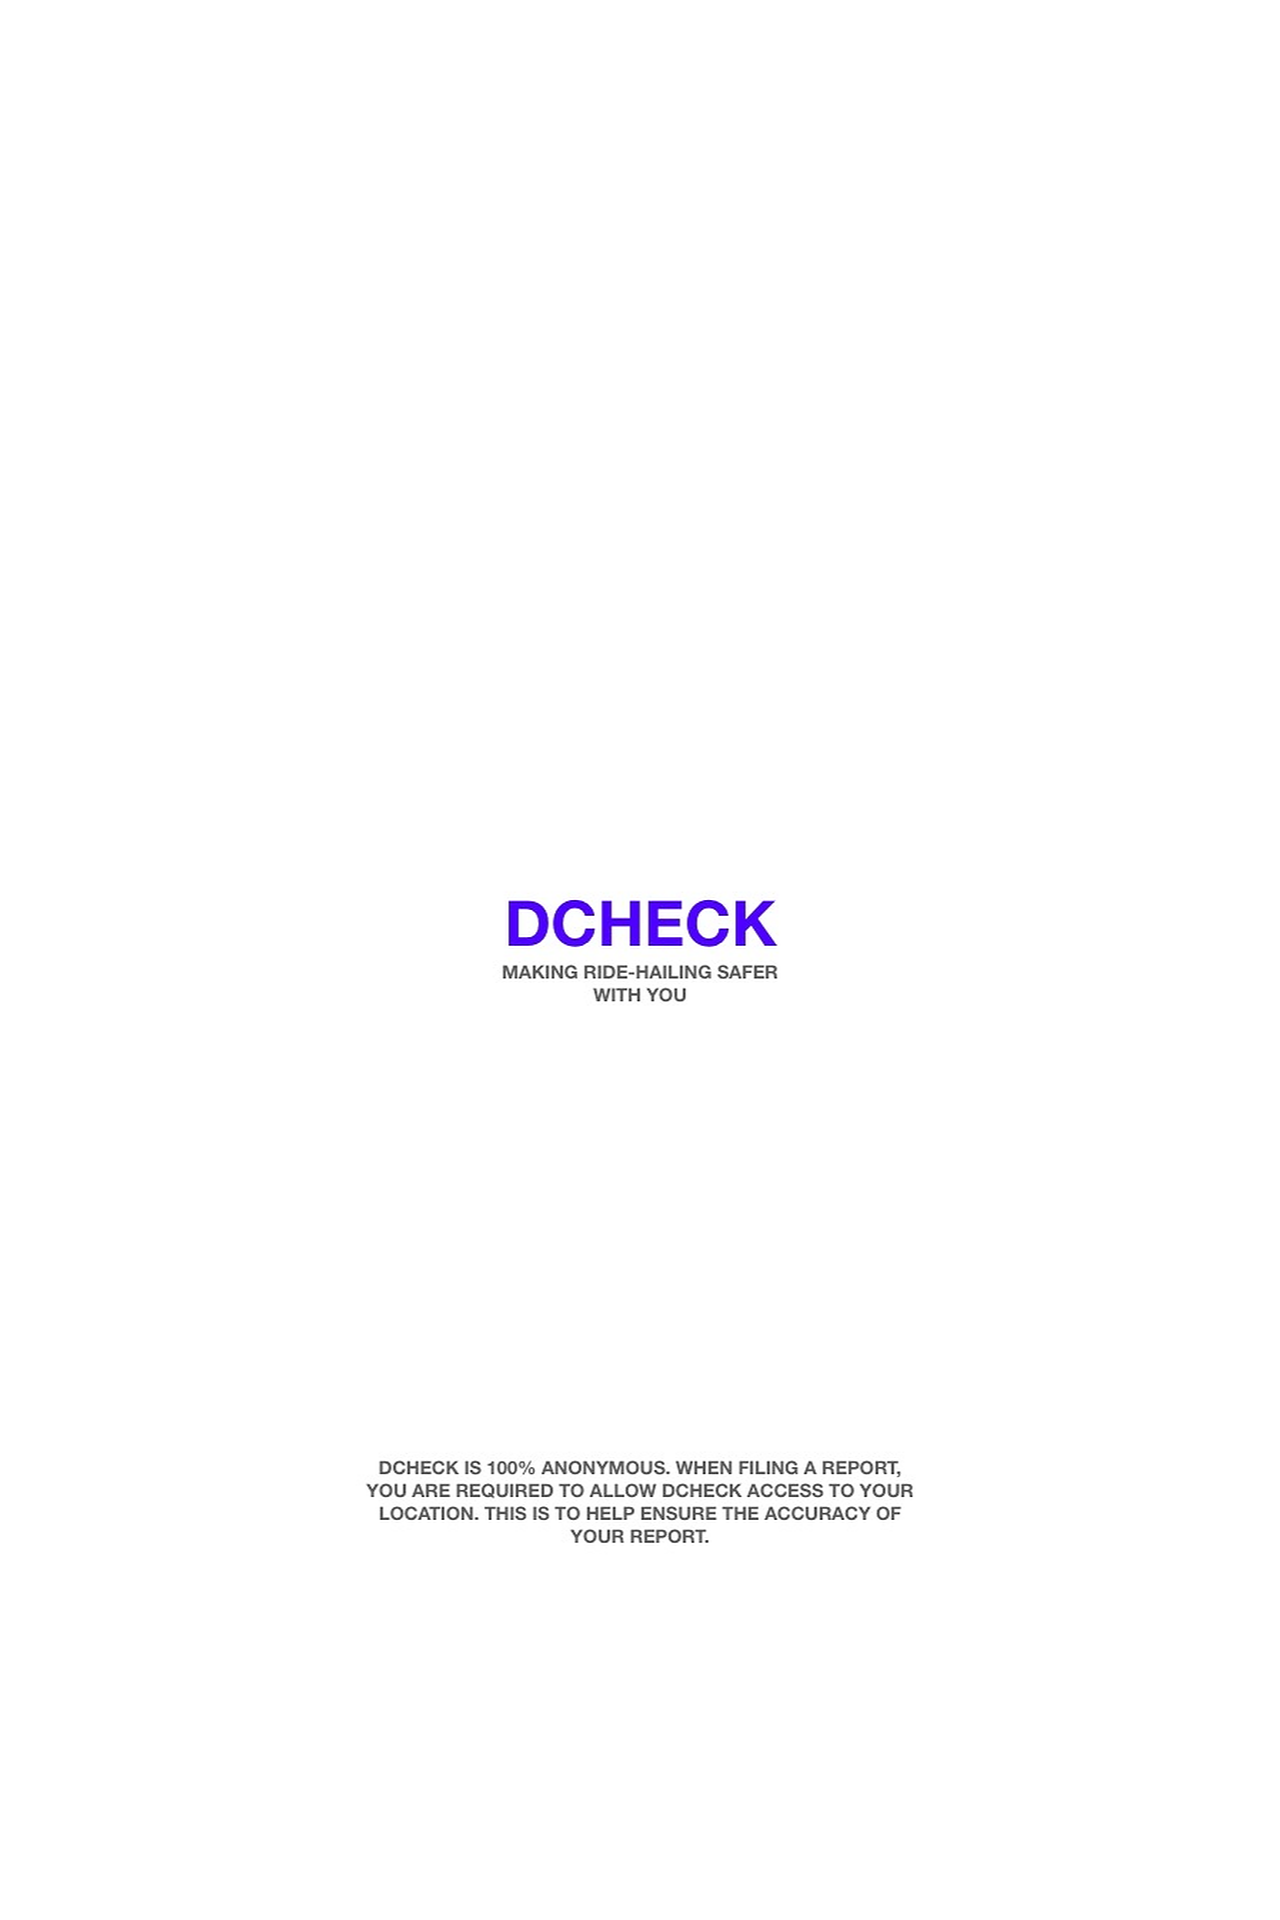 DCHECK
MAKING RIDE-HAILING SAFER
WITH YOU
DCHECK IS 100% ANONYMOUS. WHEN FILING A REPORT,
YOU ARE REQUIRED TO ALLOW DCHECK ACCESS TO YOUR
LOCATION. THIS IS TO HELP ENSURE THE ACCURACY OF
YOUR REPORT.